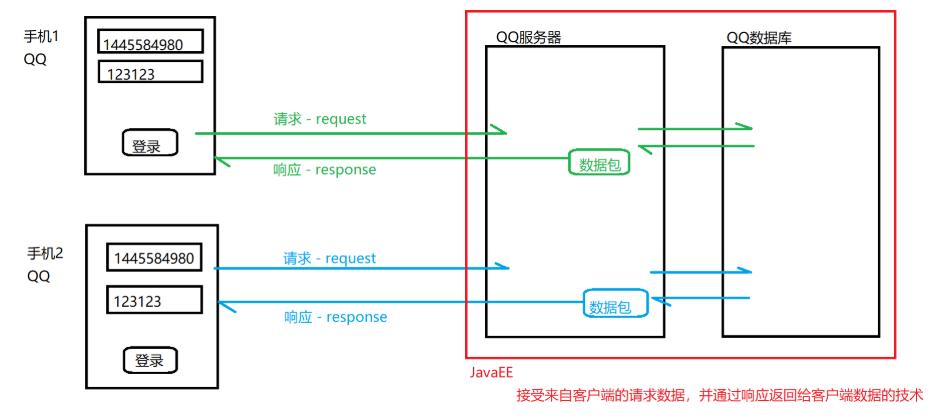 手机1
QQ
1445584980
123123
登录
请求 - request
响应 - response
QQ服务器
QQ数据库
数据包
手机2
QQ
1445584980
123123
登录
请求 - request
响应 - response
数据包
JavaEE
接受来自客户端的请求数据，并通过响应返回给客户端数据的技术